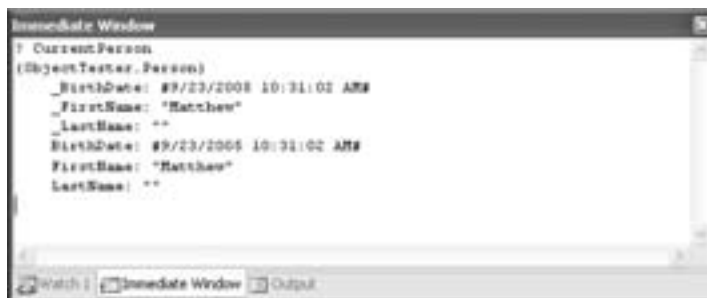 Immediate Window
? CurrentPerson
{ObjectTester.Person}
_BirthDate: #9/23/2005 10:31:02 AM#
_FirstName: "Matthew"
_LastName: ""
BirthDate: #9/23/2005 10:31:02 AM#
FirstName: "Matthew"
LastName: ""
Watch 1 Immediate Window Output